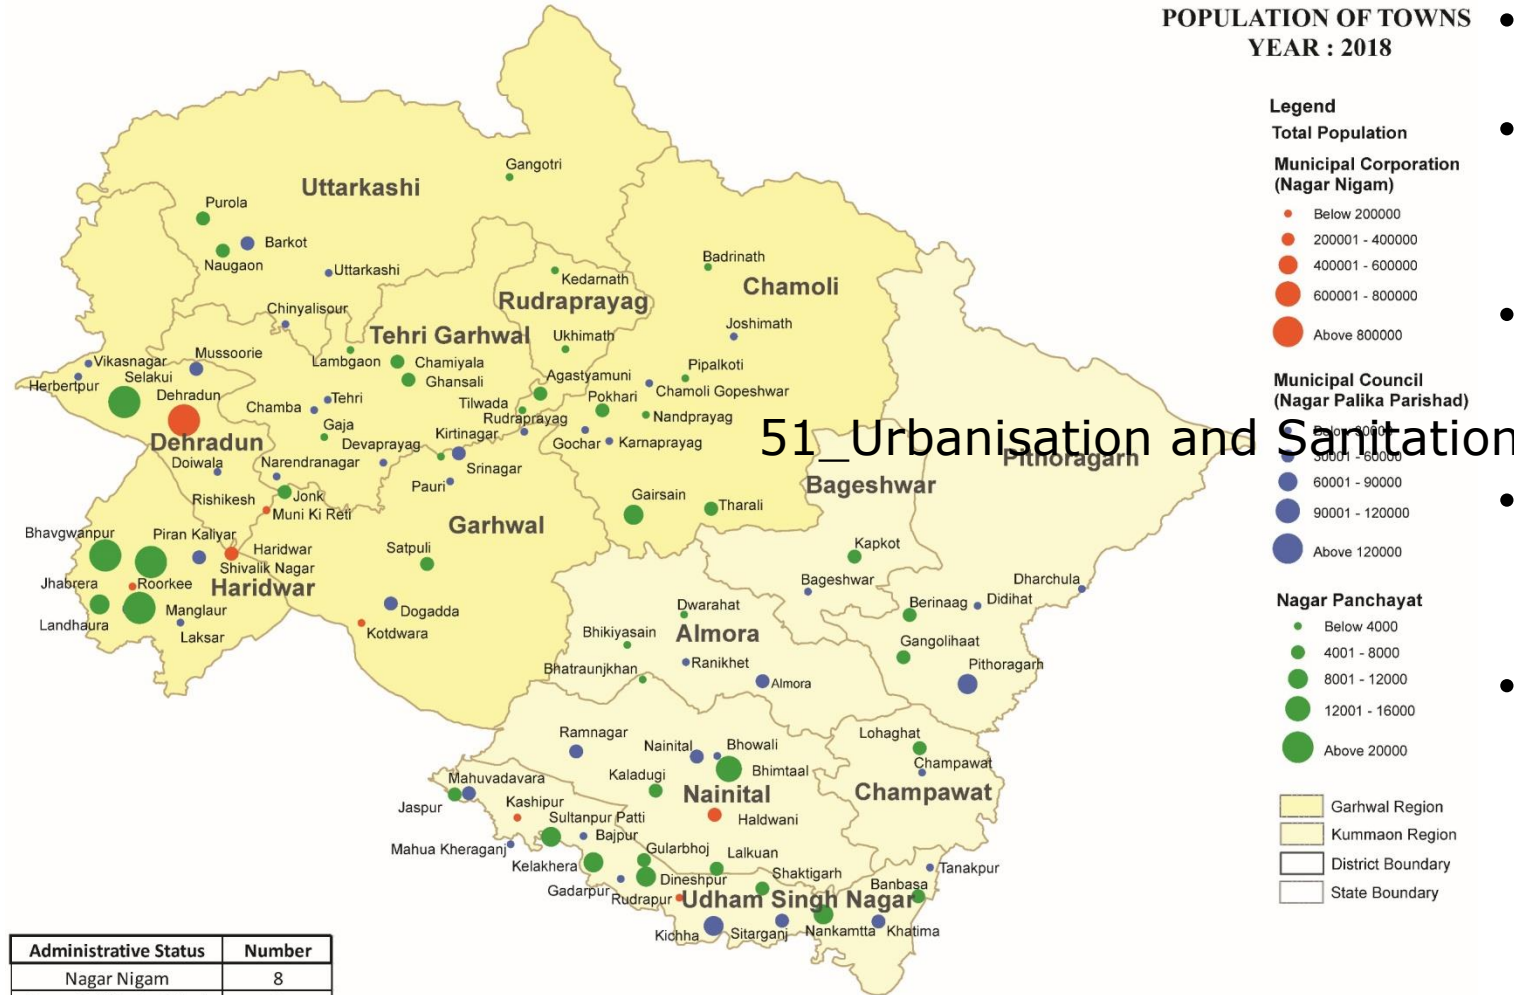 POPULATION OF TOWNS
YEAR : 2018
Legend
Total Population
Municipal Corporation
(Nagar Nigam)
Below 200000
200001 - 400000
400001 - 600000
600001 - 800000
Above 800000
Municipal Council
(Nagar Palika Parishad)
30001 - 60000
60001 - 90000
90001 - 120000
Above 120000
Nagar Panchayat
Below 4000
4001 - 8000
8001 - 12000
12001 - 16000
Above 20000
Garhwal Region
Kummaon Region
District Boundary
State Boundary
51_Urbanisation and Sanitation
Gangotri
Uttarkashi
Purola
Barkot
Naugaon
Uttarkashi
Badrinath
Kedarnath
Chamoli
Rudraprayag
Chinyalisour
Joshimath
Tehri Garhwal
Ukhimath
Mussoorie
Vikasnagar
Lambgaon
Chamiyala
Pipalkoti
Selakui
Herbertpur
Ghansali
Agastyamuni
Chamoli Gopeshwar
Dehradun
Tehri
Pokhari
Chamba
Tilwada
Nandprayag
Rudraprayag
Gaja
Kirtinagar
Gochar
Karnaprayag
Dehradun
Devaprayag
Pithoragarh
Doiwala
Narendranagar
Srinagar
Bageshwar
Pauri
Rishikesh
Jonk
Gairsain
Tharali
Muni Ki Reti
Garhwal
Bhavgwanpur
Piran Kaliyar
Haridwar
Satpuli
Kapkot
Shivalik Nagar
Jhabrera
Roorkee
Haridwar
Bageshwar
Dharchula
Manglaur
Dogadda
Dwarahat
Berinaag
Didihat
Landhaura
Laksar
Kotdwara
Bhikiyasain
Almora
Gangolihaat
Bhatraunjkhan
Ranikhet
Pithoragarh
Almora
Ramnagar
Nainital
Bhowali
Lohaghat
Champawat
Mahuvadavara
Kaladugi
Bhimtaal
Nainital
Champawat
Jaspur
Kashipur
Sultanpur Patti
Haldwani
Bajpur
Mahua Kheraganj
Gularbhoj
Lalkuan
Kelakhera
Dineshpur
Shaktigarh
Tanakpur
Gadarpur
Banbasa
Rudrapur
Udham Singh Nagar
Kichha
Sitarganj
Nankamtta
Khatima
Administrative Status Number
Nagar Nigam 8